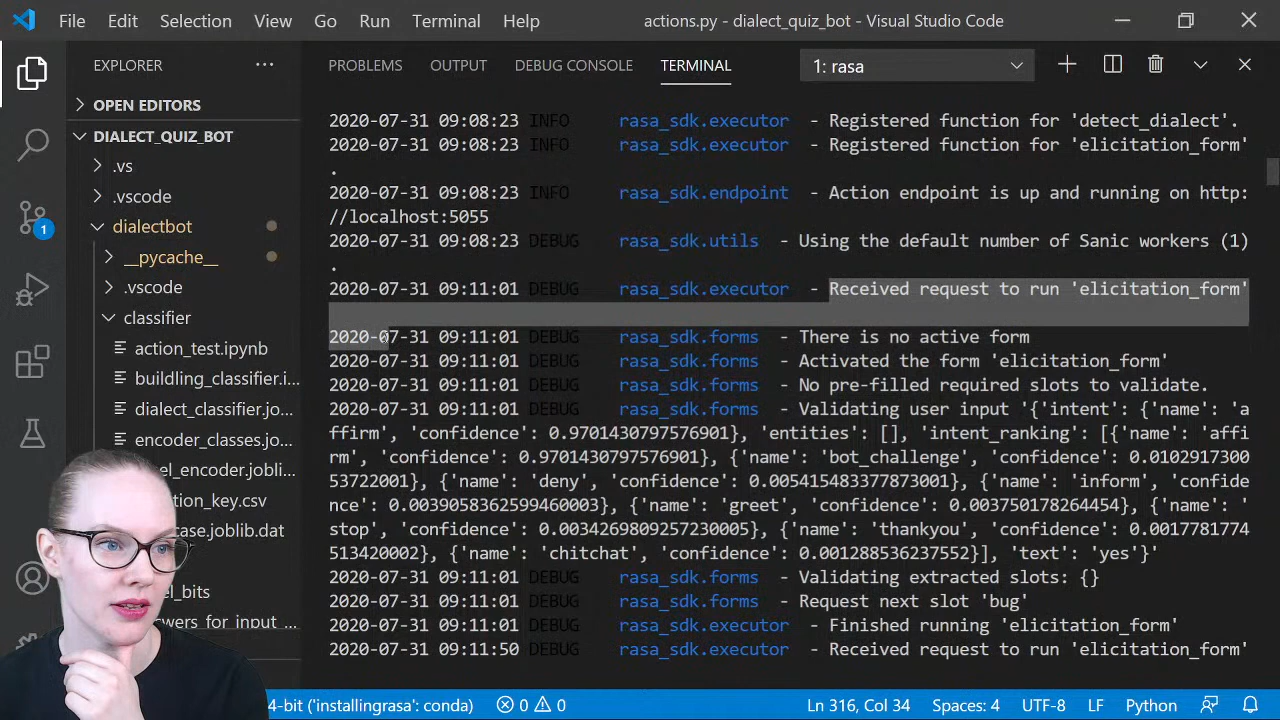 File Edit Selection View Go Run Terminal Help actions.py - dialect_quiz_bot - Visual Studio Code
EXPLORER
OPEN EDITORS
DIALECT_QUIZ_BOT
.vs
.vscode
dialectbot
__pycache__
.vscode
classifier
action_test.ipynb
buildling_classifier.i...
dialect_classifier.jo...
encoder_classes.jo...
el_encoder.jobli...
tion_key.csv
case.joblib.dat
el_bits
swers_for_input_...
PROBLEMS OUTPUT DEBUG CONSOLE TERMINAL 1: rasa
2020-07-31 09:08:23 INFO rasa_sdk.executor - Registered function for 'detect_dialect'.
2020-07-31 09:08:23 INFO rasa_sdk.executor - Registered function for 'elicitation_form'
.
2020-07-31 09:08:23 INFO rasa_sdk.endpoint - Action endpoint is up and running on http:
//localhost:5055
2020-07-31 09:08:23 DEBUG rasa_sdk.utils - Using the default number of Sanic workers (1)
.
2020-07-31 09:11:01 DEBUG rasa_sdk.executor - Received request to run 'elicitation_form'
2020-07-31 09:11:01 DEBUG rasa_sdk.forms - There is no active form
2020-07-31 09:11:01 DEBUG rasa_sdk.forms - Activated the form 'elicitation_form'
2020-07-31 09:11:01 DEBUG rasa_sdk.forms - No pre-filled required slots to validate.
2020-07-31 09:11:01 DEBUG rasa_sdk.forms - Validating user input '{'intent': {'name': 'a
ffirm', 'confidence': 0.9701430797576901}, 'entities': [], 'intent_ranking': [{'name': 'affi
rm', 'confidence': 0.9701430797576901}, {'name': 'bot_challenge', 'confidence': 0.0102917300
53722001}, {'name': 'deny', 'confidence': 0.005415483377873001}, {'name': 'inform', 'confide
nce': 0.0039058362599460003}, {'name': 'greet', 'confidence': 0.003750178264454}, {'name': '
stop', 'confidence': 0.0034269809257230005}, {'name': 'thankyou', 'confidence': 0.0017781774
513420002}, {'name': 'chitchat', 'confidence': 0.001288536237552}], 'text': 'yes'}'
2020-07-31 09:11:01 DEBUG rasa_sdk.forms - Validating extracted slots: {}
2020-07-31 09:11:01 DEBUG rasa_sdk.forms - Request next slot 'bug'
2020-07-31 09:11:01 DEBUG rasa_sdk.executor - Finished running 'elicitation_form'
2020-07-31 09:11:50 DEBUG rasa_sdk.executor - Received request to run 'elicitation_form'
1
4-bit ('installingrasa': conda) 0 0 Ln 316, Col 34 Spaces: 4 UTF-8 LF Python